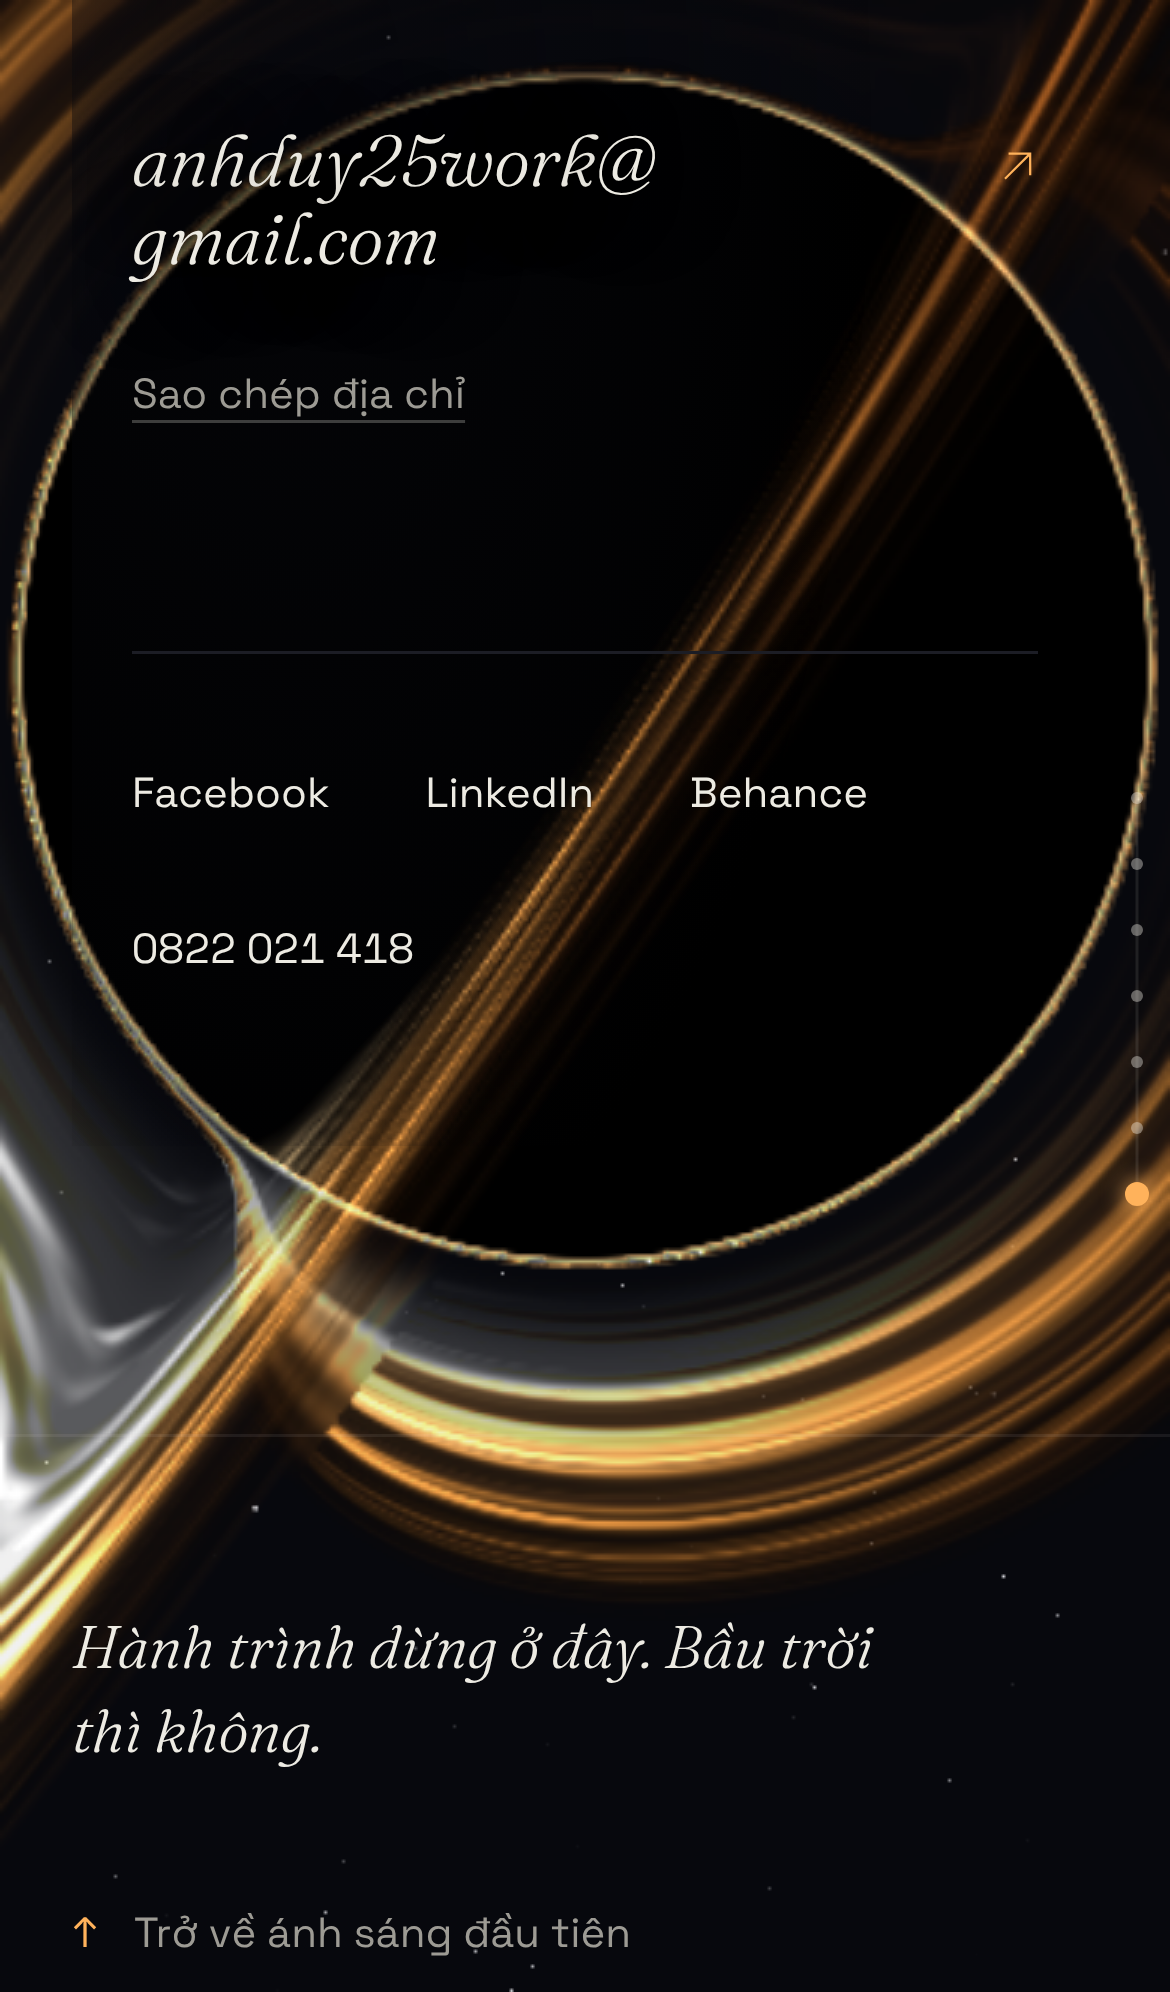 anhduy25work@
gmail.com
Sao chép địa chỉ
Facebook LinkedIn Behance
0822 021 418
Hành trình dừng ở đây. Bầu trời
thì không.
Trở về ánh sáng đầu tiên